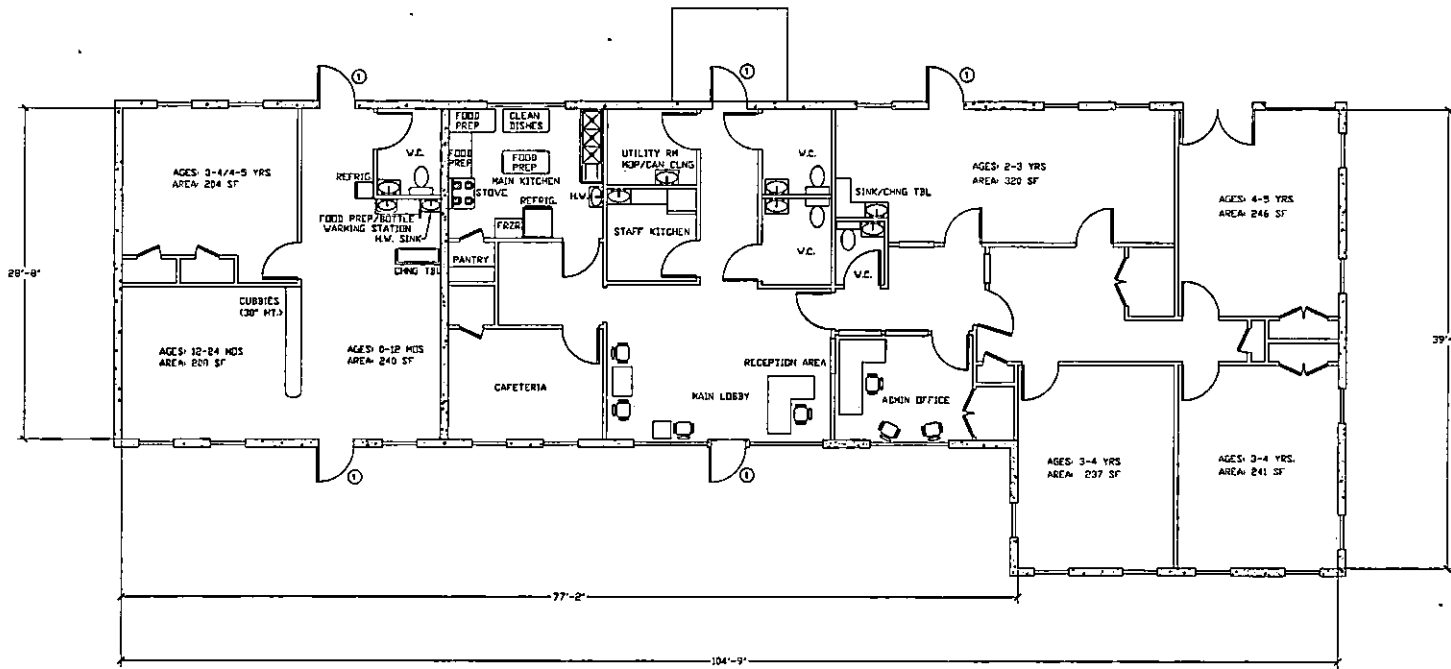 ①
①
①
AGES: 3-4/4-5 YRS
AREA: 204 SF
REFRIG.
W.C.
FOOD PREP/BOTTLE
WARKING STATION
H.W. SINK
CHNG TBL
CUBBIES
(30" HT.)
AGES: 12-24 MOS
AGES: 0-12 MOS
AREA: 240 SF
FOOD
PREP
CLEAN
DISHES
FOOD
PREP
FOOD
PREP
MAIN KITCHEN
STOVE
H.W.
REFRIG.
FRZR.
PANTRY
CAFETERIA
UTILITY RM
MOP/CAN CLNG
STAFF KITCHEN
W.C.
W.C.
RECEPTION AREA
MAIN LOBBY
AGES: 2-3 YRS
AREA: 320 SF
SINK/CHNG TBL
W.C.
ADMIN OFFICE
AGES: 4-5 YRS
AREA: 246 SF
AGES: 3-4 YRS
AREA: 237 SF
AGES: 3-4 YRS.
AREA: 241 SF
①
28'-8"
77'-2"
104'-9"